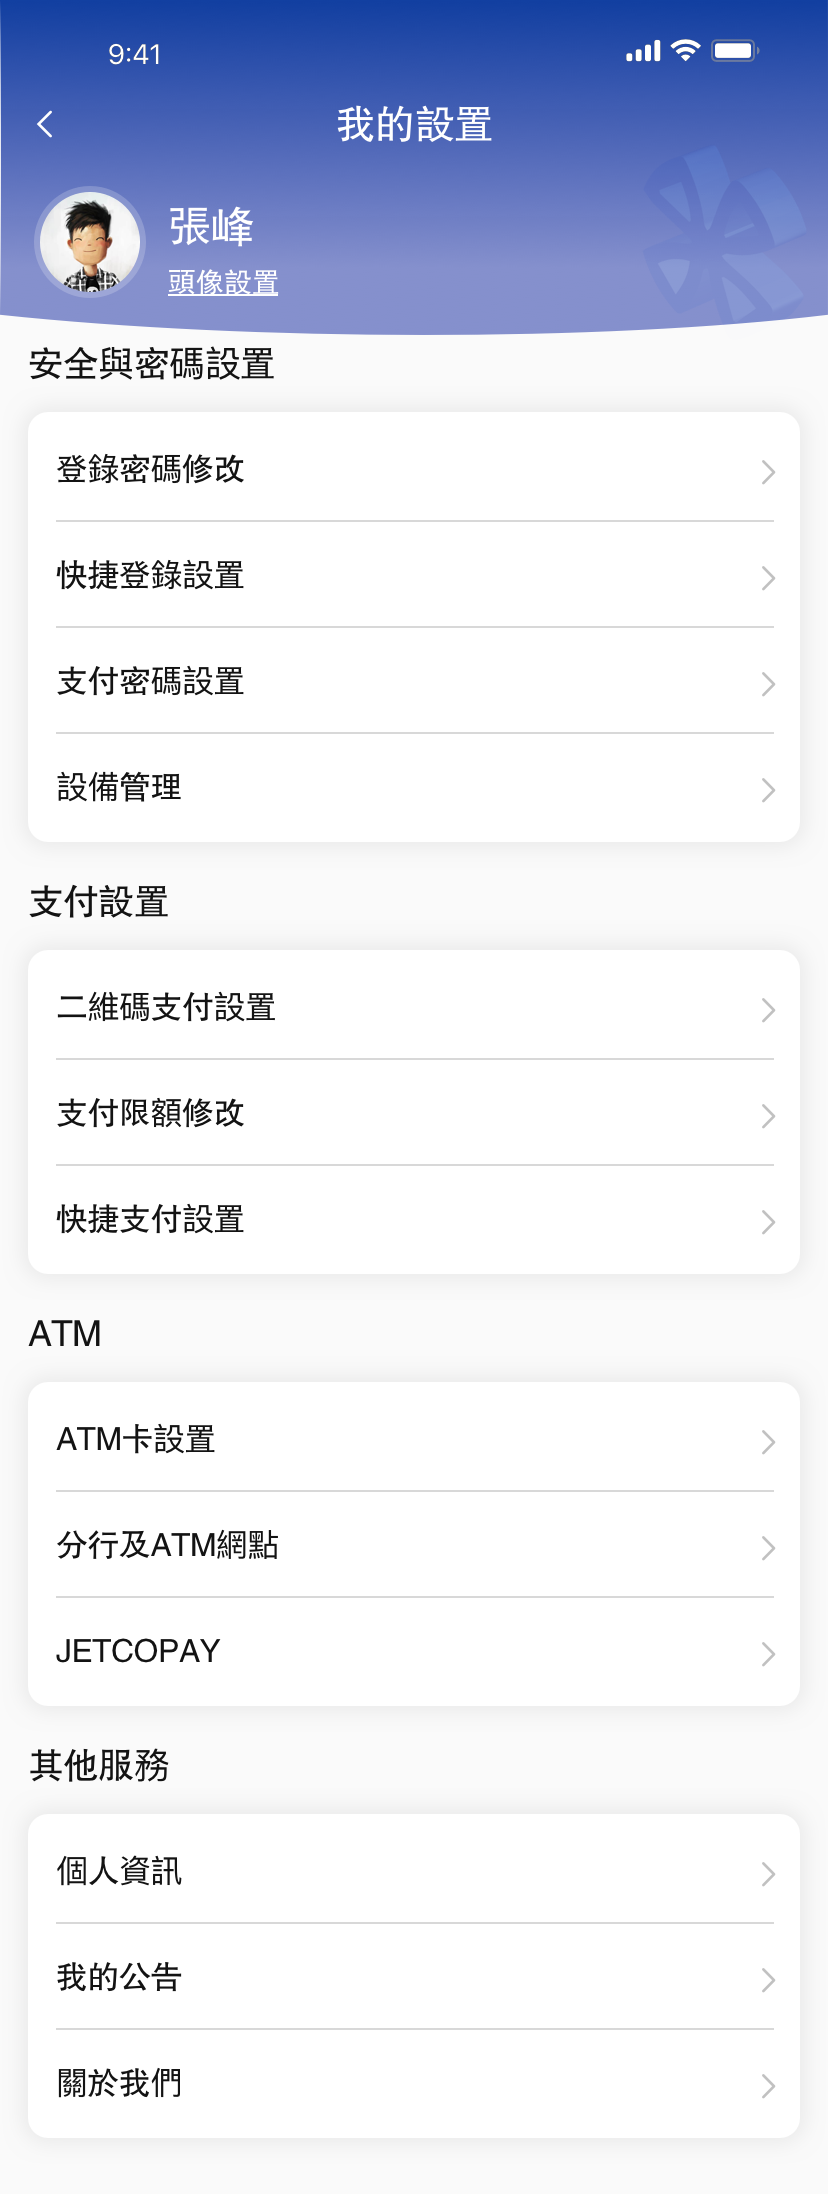 9:41
我的設置
張峰
頭像設置
安全與密碼設置
登錄密碼修改
快捷登錄設置
支付密碼設置
設備管理
支付設置
二維碼支付設置
支付限額修改
快捷支付設置
ATM
ATM卡設置
分行及ATM網點
JETCOPAY
其他服務
個人資訊
我的公告
關於我們